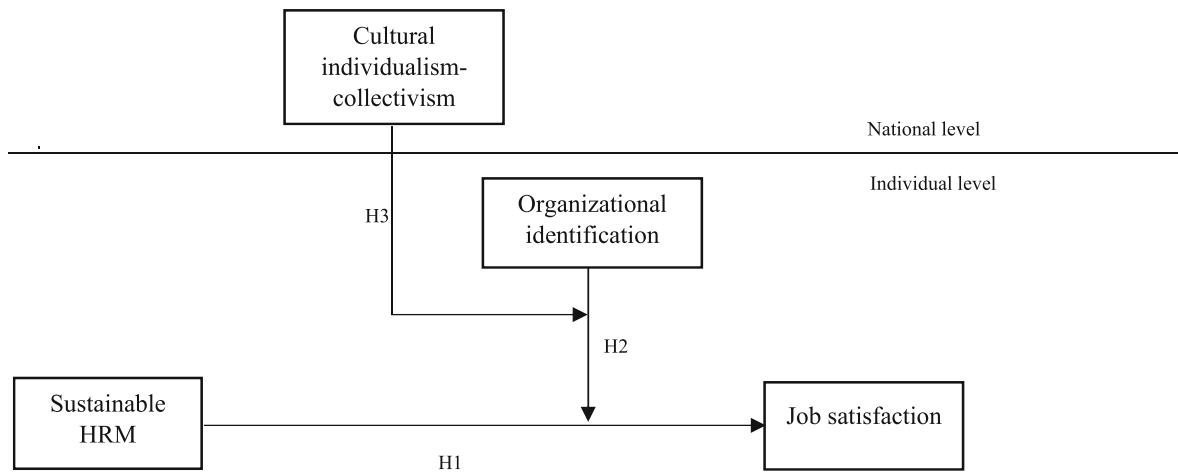 Cultural
individualism-
collectivism
National level
Individual level
Organizational
identification
H3
H2
Sustainable
HRM
Job satisfaction
H1